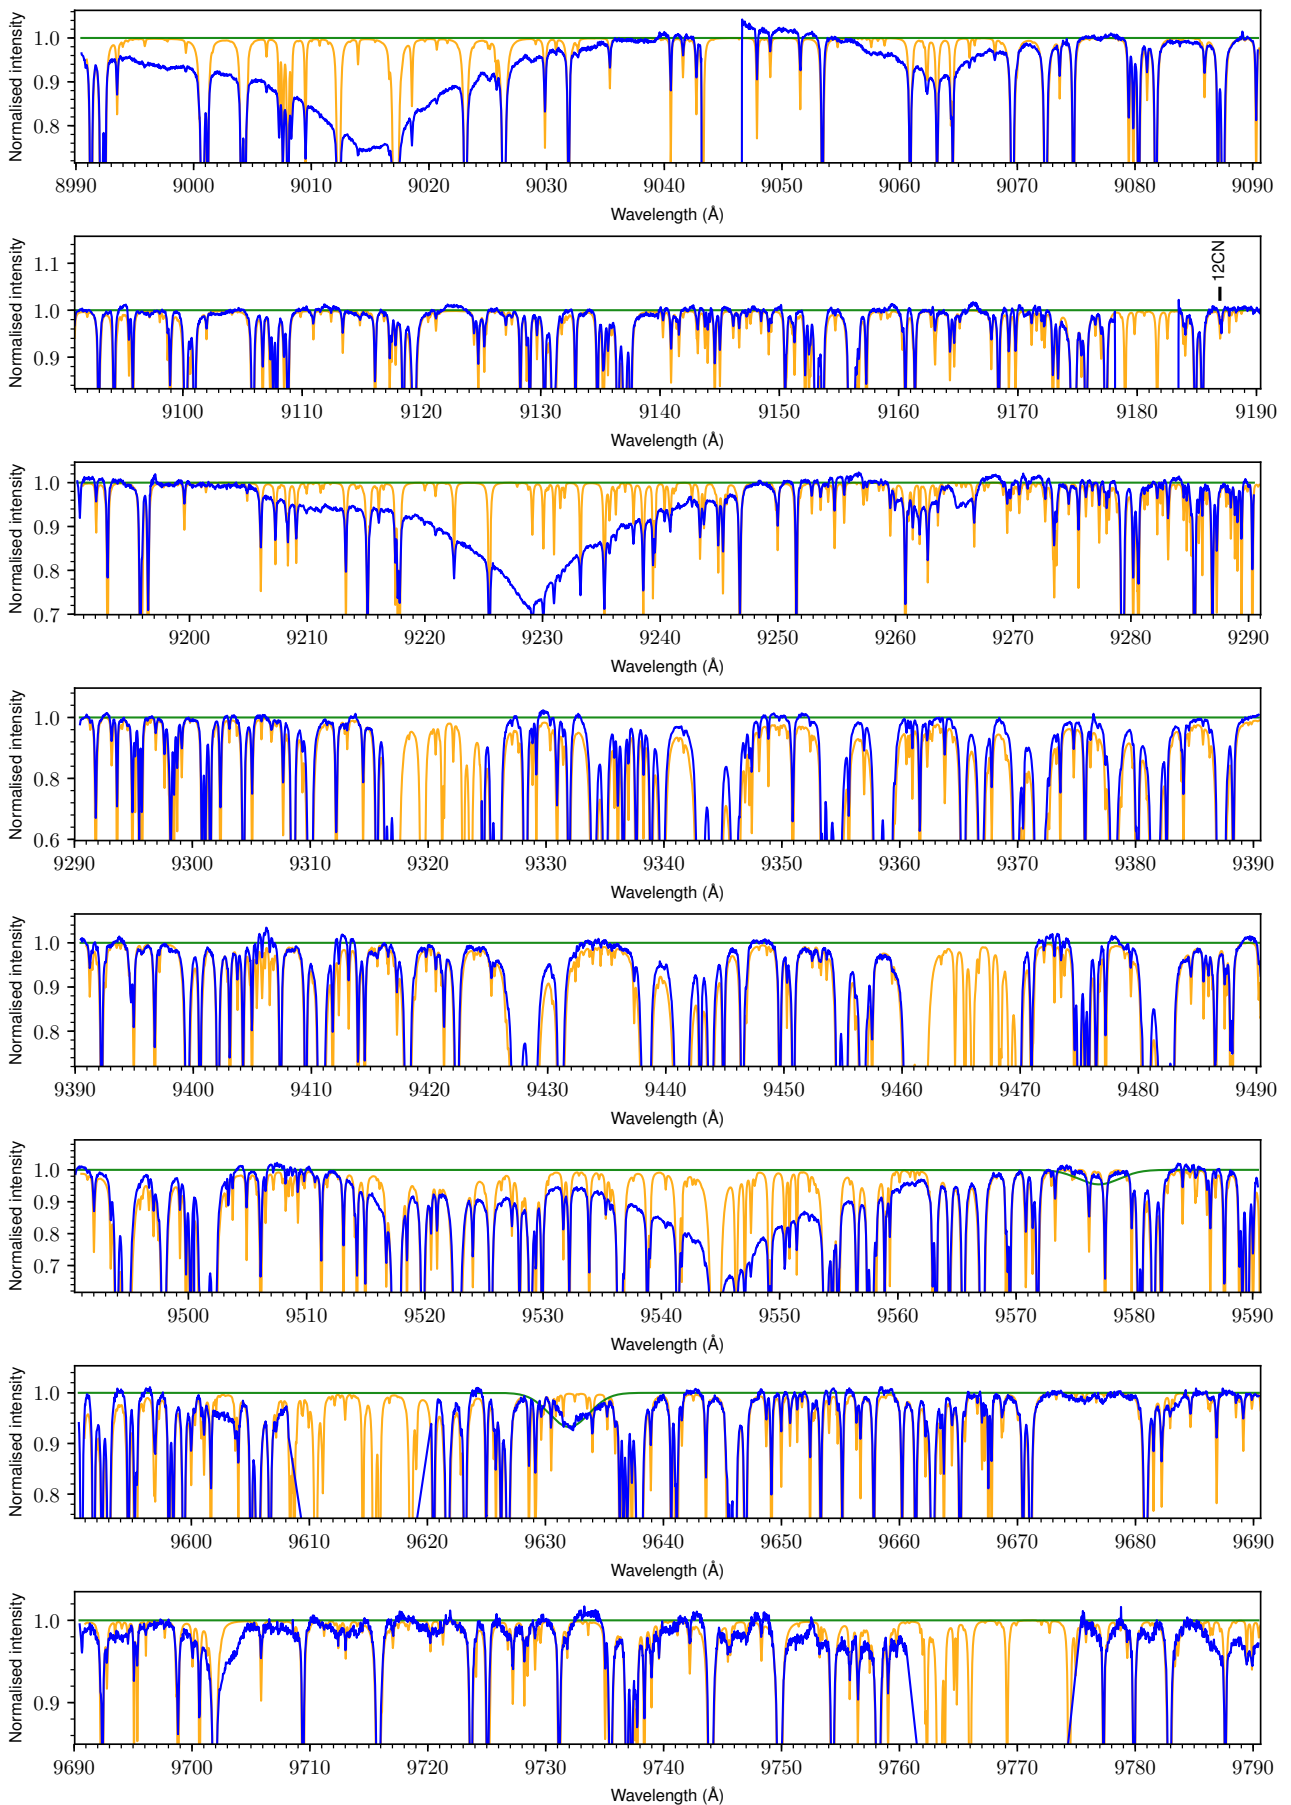 Normalised intensity
1.0
0.9
0.8
8990 9000 9010 9020 9030 9040 9050 9060 9070 9080 9090
Wavelength (Å)
Normalised intensity
12CN
1.1
1.0
0.9
9100 9110 9120 9130 9140 9150 9160 9170 9180 9190
Wavelength (Å)
Normalised intensity
1.0
0.9
0.8
0.7
9200 9210 9220 9230 9240 9250 9260 9270 9280 9290
Wavelength (Å)
Normalised intensity
1.0
0.8
0.6
9290 9300 9310 9320 9330 9340 9350 9360 9370 9380 9390
Wavelength (Å)
Normalised intensity
1.0
0.9
0.8
9390 9400 9410 9420 9430 9440 9450 9460 9470 9480 9490
Wavelength (Å)
Normalised intensity
1.0
0.9
0.8
0.7
9500 9510 9520 9530 9540 9550 9560 9570 9580 9590
Wavelength (Å)
Normalised intensity
1.0
0.9
0.8
9600 9610 9620 9630 9640 9650 9660 9670 9680 9690
Wavelength (Å)
Normalised intensity
1.0
0.9
9690 9700 9710 9720 9730 9740 9750 9760 9770 9780 9790
Wavelength (Å)